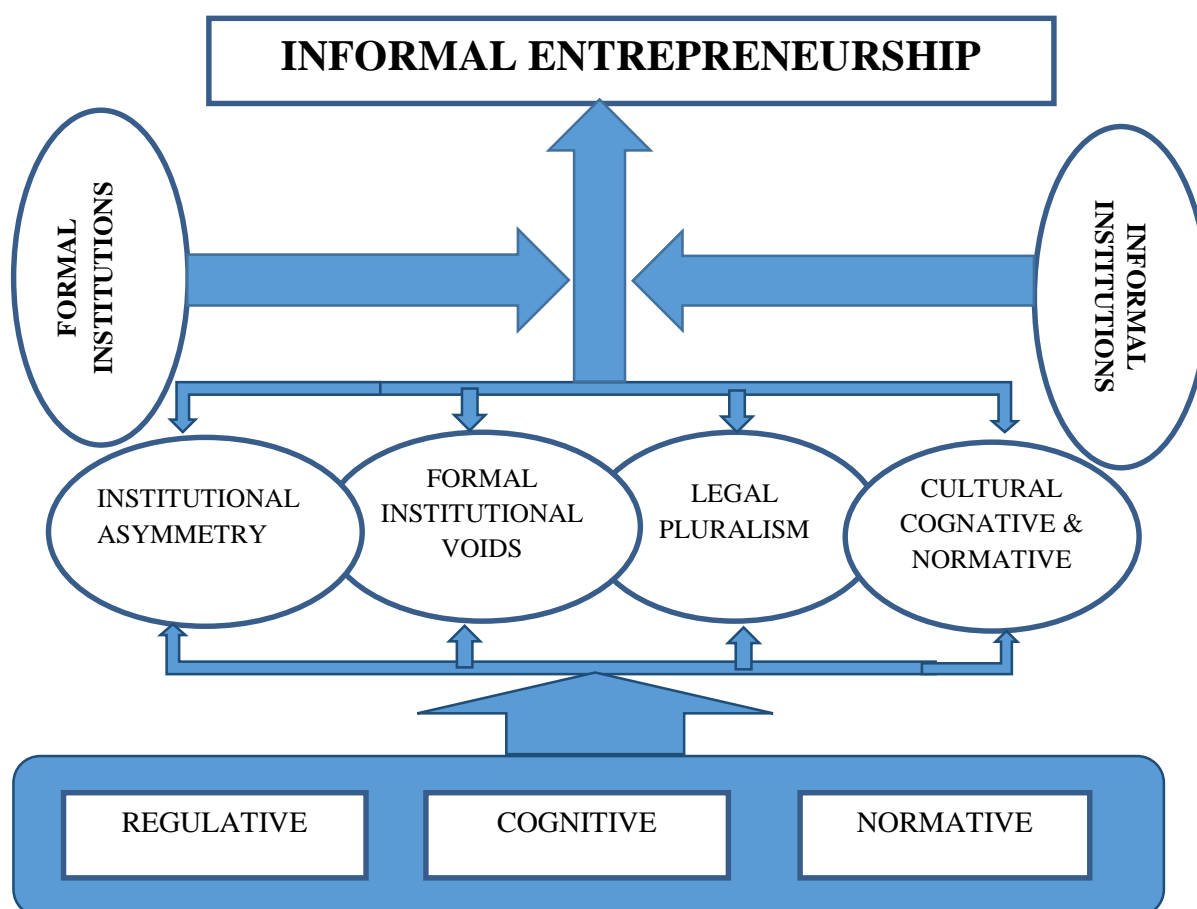 INFORMAL ENTREPRENEURSHIP
FORMAL
INSTITUTIONS
INFORMAL
INSTITUTIONS
INSTITUTIONAL
ASYMMETRY
FORMAL
INSTITUTIONAL
VOIDS
LEGAL
PLURALISM
CULTURAL
COGNATIVE &
NORMATIVE
REGULATIVE
COGNITIVE
NORMATIVE